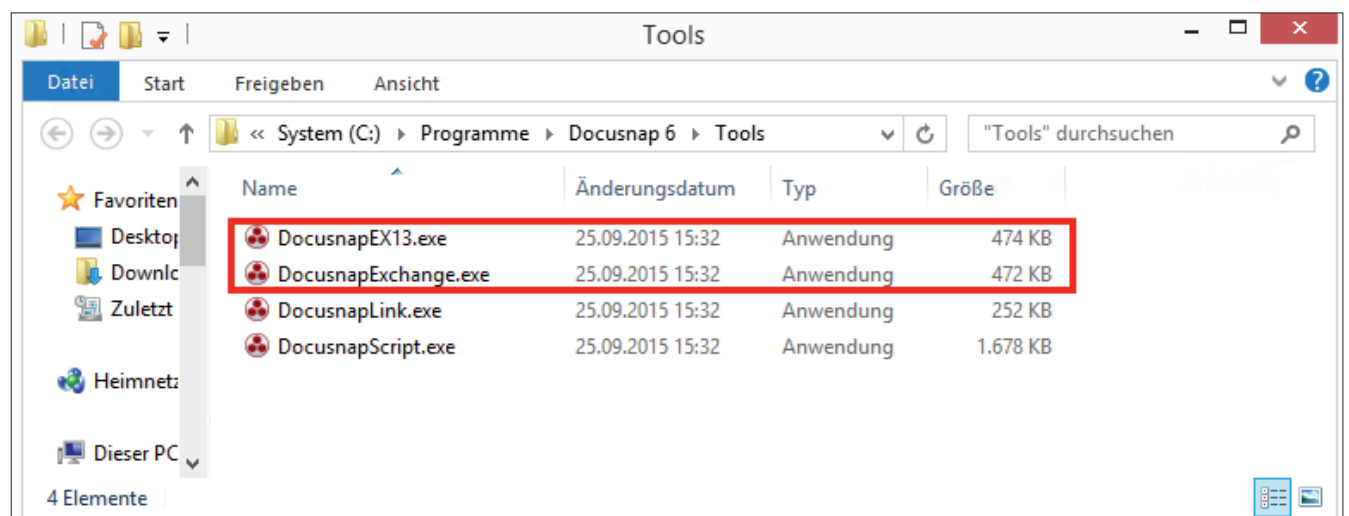 Tools
Datei Start Freigeben Ansicht
« System (C:) Programme Docusnap 6 Tools "Tools" durchsuchen
Name Änderungsdatum Typ Größe
Favoriten
Desktop
Downlc
Zuletzt
Heimnetz
Dieser PC
DocusnapEX13.exe 25.09.2015 15:32 Anwendung 474 KB
DocusnapExchange.exe 25.09.2015 15:32 Anwendung 472 KB
DocusnapLink.exe 25.09.2015 15:32 Anwendung 252 KB
DocusnapScript.exe 25.09.2015 15:32 Anwendung 1.678 KB
4 Elemente